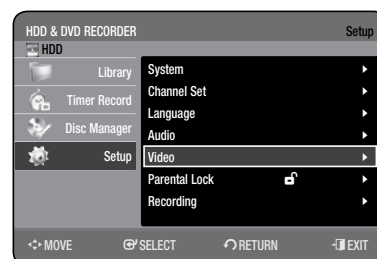 HDD & DVD RECORDER Setup
HDD
Library
Timer Record
Disc Manager
Setup
System
Channel Set
Language
Audio
Video
Parental Lock
Recording
MOVE SELECT RETURN EXIT